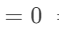 = 0 :